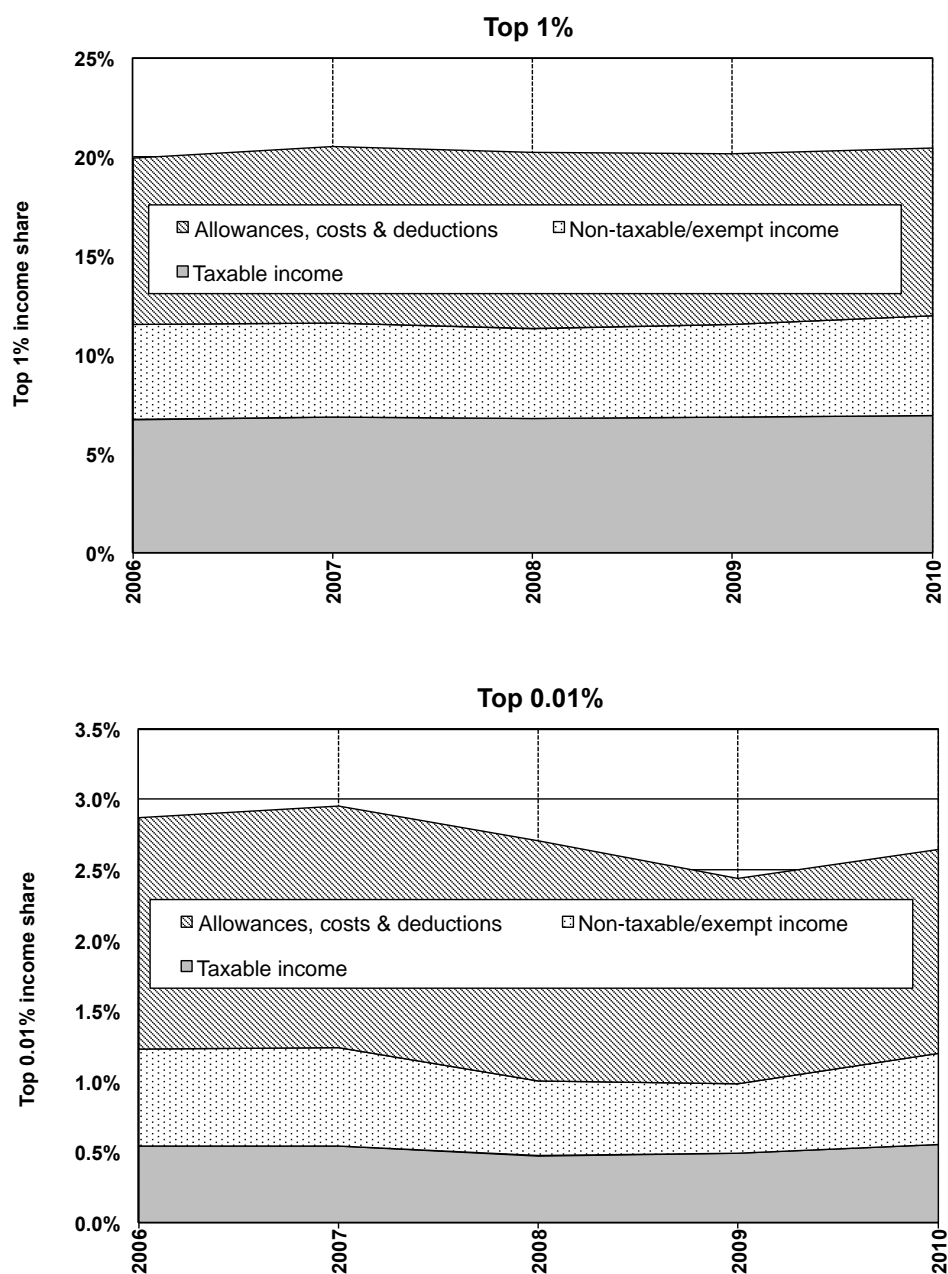 Top 1%
25%
20%
15%
10%
5%
0%
Top 1% income share
Allowances, costs & deductions
Non-taxable/exempt income
Taxable income
2006
2007
2008
2009
2010
Top 0.01%
3.5%
3.0%
2.5%
2.0%
1.5%
1.0%
0.5%
0.0%
Top 0.01% income share
Allowances, costs & deductions
Non-taxable/exempt income
Taxable income
2006
2007
2008
2009
2010